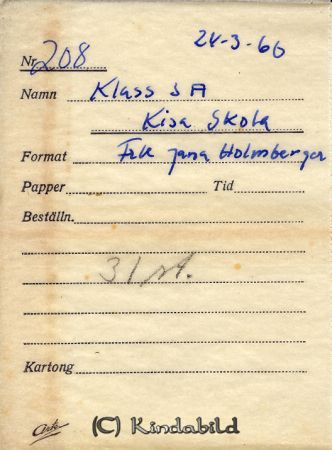 24-3-66
Nr 208
Namn Klass 3 A
Kisa Skola
Format Frk Jana Holmberger
Papper Tid
Beställn.
31 st.
Kartong
Ark (C) Kindabild